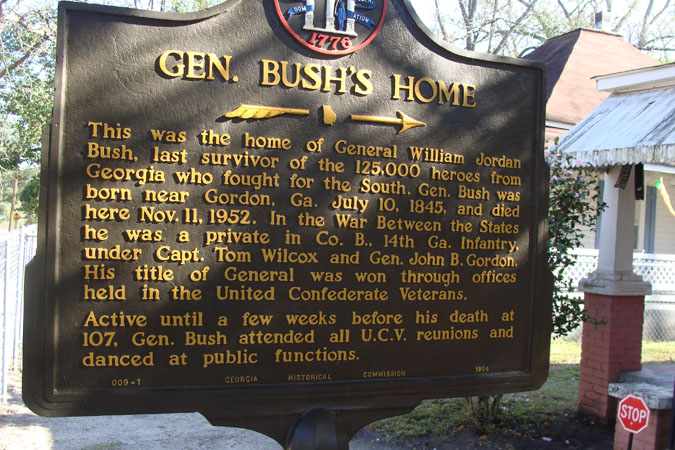 1776
GEN. BUSH'S HOME
This was the home of General William Jordan
Bush, last survivor of the 125,000 heroes from
Georgia who fought for the South. Gen. Bush was
born near Gordon, Ga. July 10, 1845, and died
here Nov. 11, 1952. In the War Between the States
he was a private in Co. B., 14th Ga. Infantry,
under Capt. Tom Wilcox and Gen. John B. Gordon.
His title of General was won through offices
held in the United Confederate Veterans.
Active until a few weeks before his death at
107, Gen. Bush attended all U.C.V. reunions and
danced at public functions.
009-1 GEORGIA HISTORICAL COMMISSION 1954
STOP